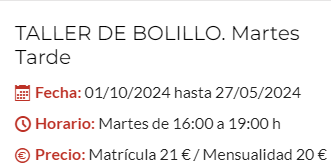 TALLER DE BOLILLO. Martes
Tarde
Fecha: 01/10/2024 hasta 27/05/2024
Horario: Martes de 16:00 a 19:00 h
Precio: Matrícula 21 € / Mensualidad 20 €